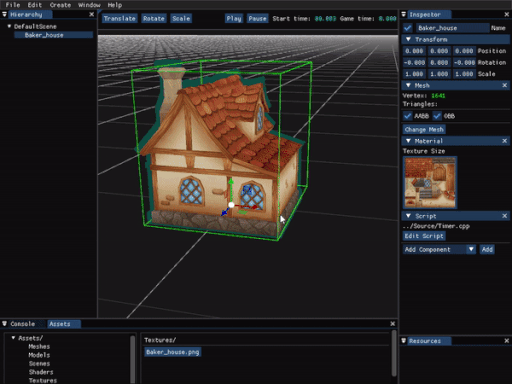 File Edit Create Window Help
Hierarchy
DefaultScene
Baker_house
Translate Rotate Scale
Play Pause Start time: 89.093 Game time: 0.000
Inspector
Baker_house Name
Transform
0.000 0.000 0.000 Position
-0.000 0.000 -0.000 Rotation
1.000 1.000 1.000 Scale
Mesh
Vertex: 1641
Triangles:
AABB OBB
Change Mesh
Material
Texture Size
Script
../Source/Timer.cpp
Edit Script
Add Component Add
Console Assets
Assets/
Meshes
Models
Scenes
Shaders
Textures
Textures/
Baker_house.png
Resources